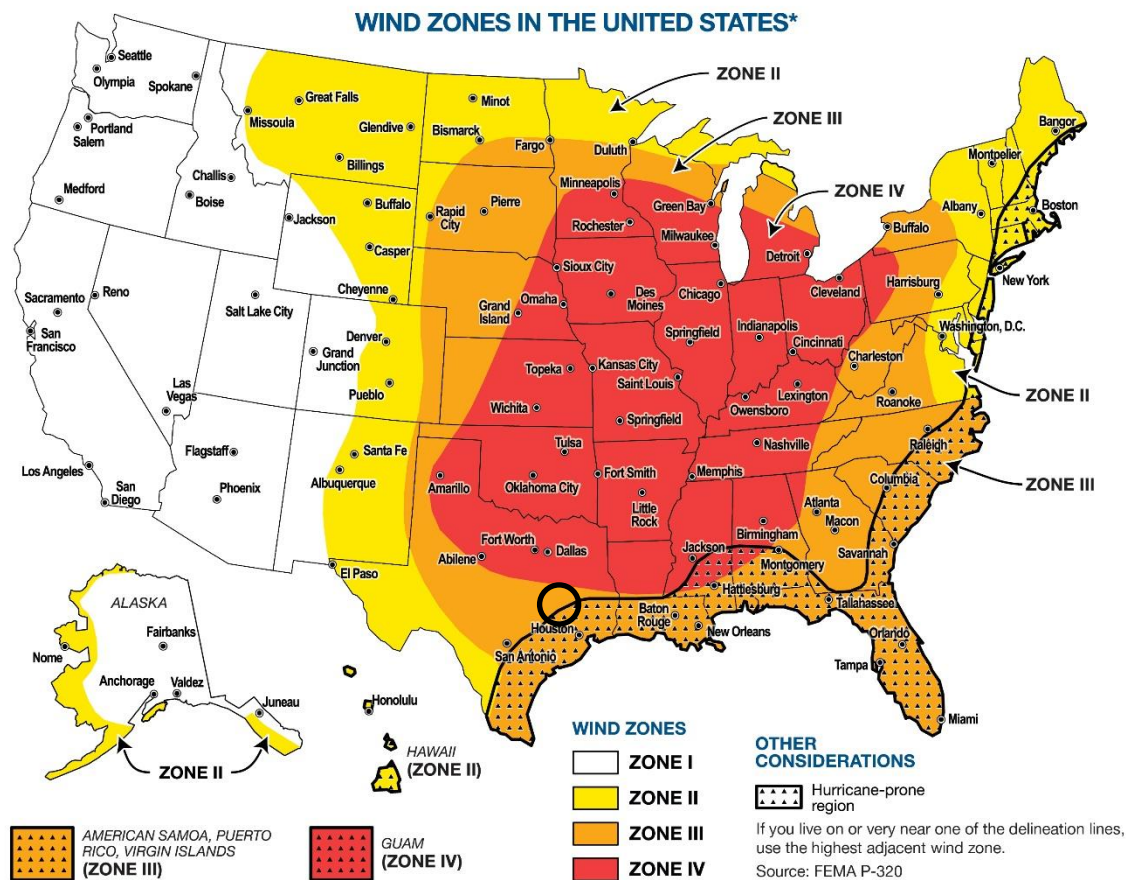 WIND ZONES IN THE UNITED STATES*
Seattle
Olympia
Spokane
Portland
Salem
Medford
Challis
Boise
Missoula
Great Falls
Glendive
Billings
Minot
Bismarck
Fargo
Duluth
ZONE II
ZONE III
ZONE IV
Bangor
Montpelier
Albany
Boston
Buffalo
New York
Harrisburg
Washington, D.C.
Jackson
Buffalo
Casper
Cheyenne
Rapid
City
Pierre
Minneapolis
Rochester
Green Bay
Milwaukee
Detroit
Sioux City
Grand
Island
Omaha
Des
Moines
Chicago
Cleveland
Sacramento
San
Francisco
Reno
Salt Lake City
Denver
Grand
Junction
Pueblo
Las
Vegas
Springfield
Indianapolis
Cincinnati
Charleston
Topeka
Kansas City
Saint Louis
Lexington
Owensboro
Roanoke
ZONE II
Wichita
Springfield
Nashville
Raleigh
Flagstaff
Los Angeles
San
Diego
Phoenix
Santa Fe
Albuquerque
Amarillo
Tulsa
Oklahoma City
Fort Smith
Little
Rock
Memphis
Columbia
ZONE III
Atlanta
Macon
Birmingham
Savannah
El Paso
Abilene
Fort Worth
Dallas
Jackson
Montgomery
Hattiesburg
Tallahassee
Baton
Rouge
New Orleans
Houston
San Antonio
Orlando
Tampa
Miami
ALASKA
Fairbanks
Nome
Anchorage
Valdez
Juneau
ZONE II
Honolulu
HAWAII
(ZONE II)
WIND ZONES
ZONE I
ZONE II
ZONE III
ZONE IV
OTHER
CONSIDERATIONS
Hurricane-prone
region
If you live on or very near one of the delineation lines,
use the highest adjacent wind zone.
Source: FEMA P-320
AMERICAN SAMOA, PUERTO
RICO, VIRGIN ISLANDS
(ZONE III)
GUAM
(ZONE IV)